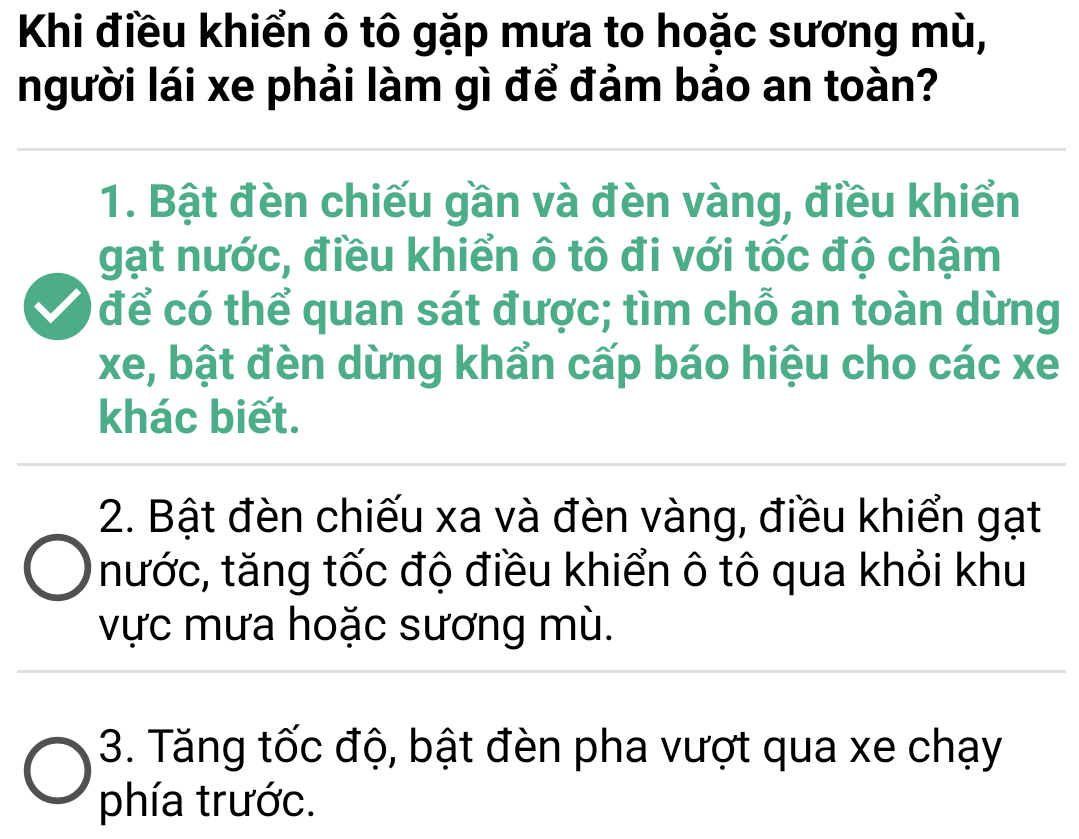 Khi điều khiển ô tô gặp mưa to hoặc sương mù,
người lái xe phải làm gì để đảm bảo an toàn?
1. Bật đèn chiếu gần và đèn vàng, điều khiển
gạt nước, điều khiển ô tô đi với tốc độ chậm
để có thể quan sát được; tìm chỗ an toàn dừng
xe, bật đèn dừng khẩn cấp báo hiệu cho các xe
khác biết.
2. Bật đèn chiếu xa và đèn vàng, điều khiển gạt
nước, tăng tốc độ điều khiển ô tô qua khỏi khu
vực mưa hoặc sương mù.
3. Tăng tốc độ, bật đèn pha vượt qua xe chạy
phía trước.